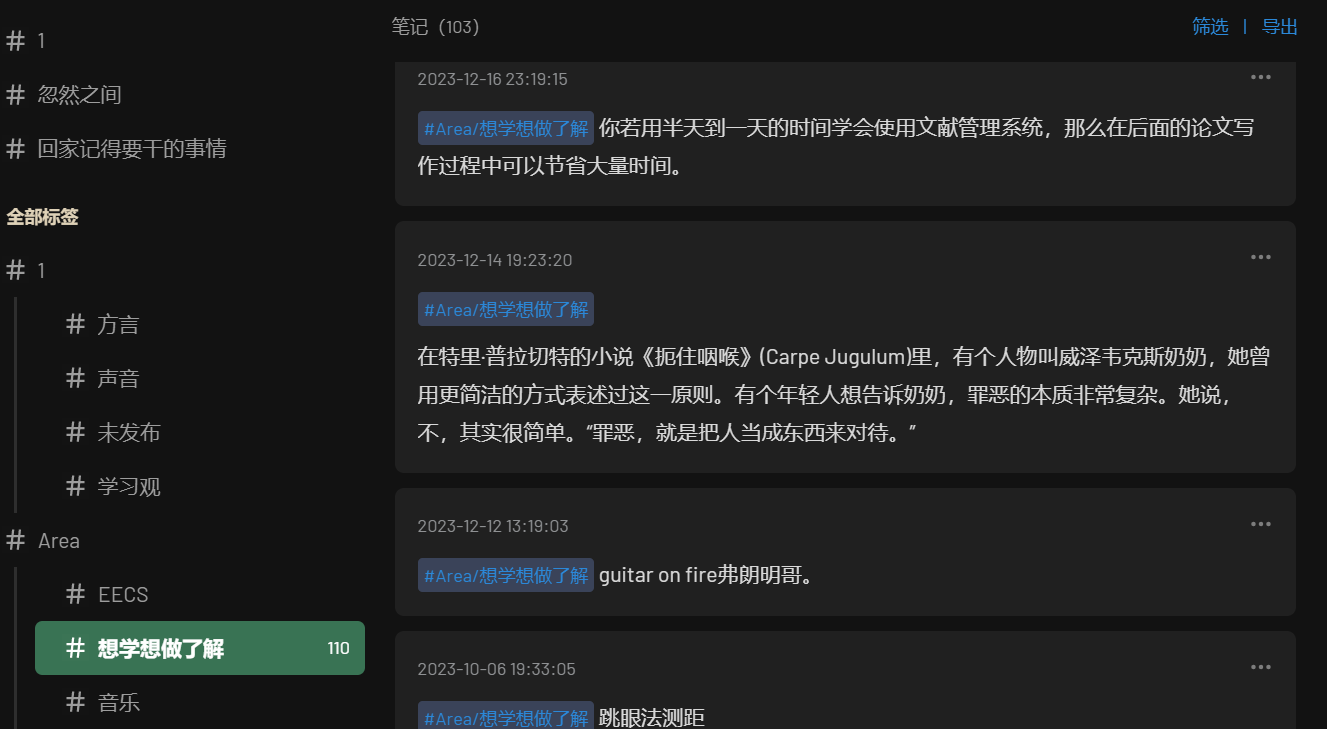 # 1
# 忽然之间
# 回家记得要干的事情
全部标签
# 1
# 方言
# 声音
# 未发布
# 学习观
# Area
# EECS
# 想学想做了解 110
# 音乐
笔记（103） 筛选 | 导出
2023-12-16 23:19:15
#Area/想学想做了解 你若用半天到一天的时间学会使用文献管理系统，那么在后面的论文写
作过程中可以节省大量时间。
2023-12-14 19:23:20
#Area/想学想做了解
在特里·普拉切特的小说《扼住咽喉》(Carpe Jugulum)里，有个人物叫威泽韦克斯奶奶，她曾
用更简洁的方式表述过这一原则。有个年轻人想告诉奶奶，罪恶的本质非常复杂。她说，
不，其实很简单。“罪恶，就是把人当成东西来对待。”
2023-12-12 13:19:03
#Area/想学想做了解 guitar on fire弗朗明哥。
2023-10-06 19:33:05
#Area/想学想做了解 跳眼法测距